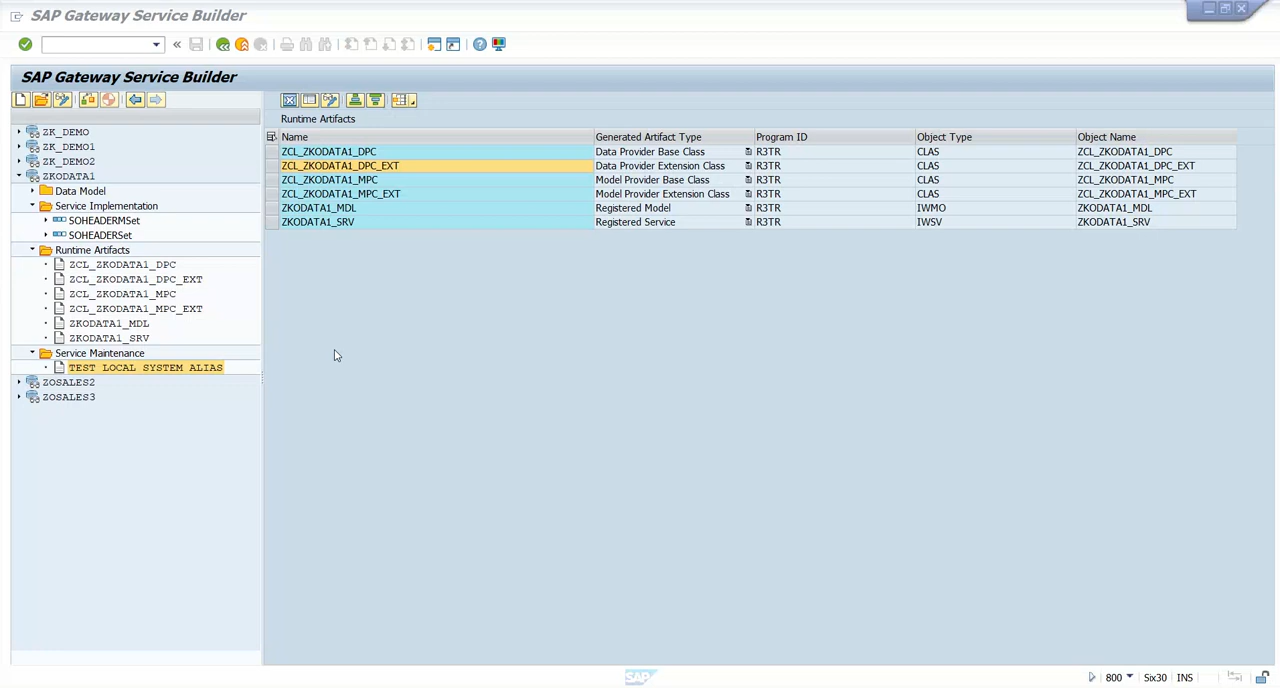 SAP Gateway Service Builder
SAP Gateway Service Builder
Runtime Artifacts
Name Generated Artifact Type Program ID Object Type Object Name
ZCL_ZKODATA1_DPC Data Provider Base Class R3TR CLAS ZCL_ZKODATA1_DPC
ZCL_ZKODATA1_DPC_EXT Data Provider Extension Class R3TR CLAS ZCL_ZKODATA1_DPC_EXT
ZCL_ZKODATA1_MPC Model Provider Base Class R3TR CLAS ZCL_ZKODATA1_MPC
ZCL_ZKODATA1_MPC_EXT Model Provider Extension Class R3TR CLAS ZCL_ZKODATA1_MPC_EXT
ZKODATA1_MDL Registered Model R3TR IWMO ZKODATA1_MDL
ZKODATA1_SRV Registered Service R3TR IWSV ZKODATA1_SRV
ZK_DEMO
ZK_DEMO1
ZK_DEMO2
ZKODATA1
Data Model
Service Implementation
SOHEADERMSet
SOHEADERSet
Runtime Artifacts
ZCL_ZKODATA1_DPC
ZCL_ZKODATA1_DPC_EXT
ZCL_ZKODATA1_MPC
ZCL_ZKODATA1_MPC_EXT
ZKODATA1_MDL
ZKODATA1_SRV
Service Maintenance
TEST LOCAL SYSTEM ALIAS
ZOSALES2
ZOSALES3
SAP
800 Six30 INS